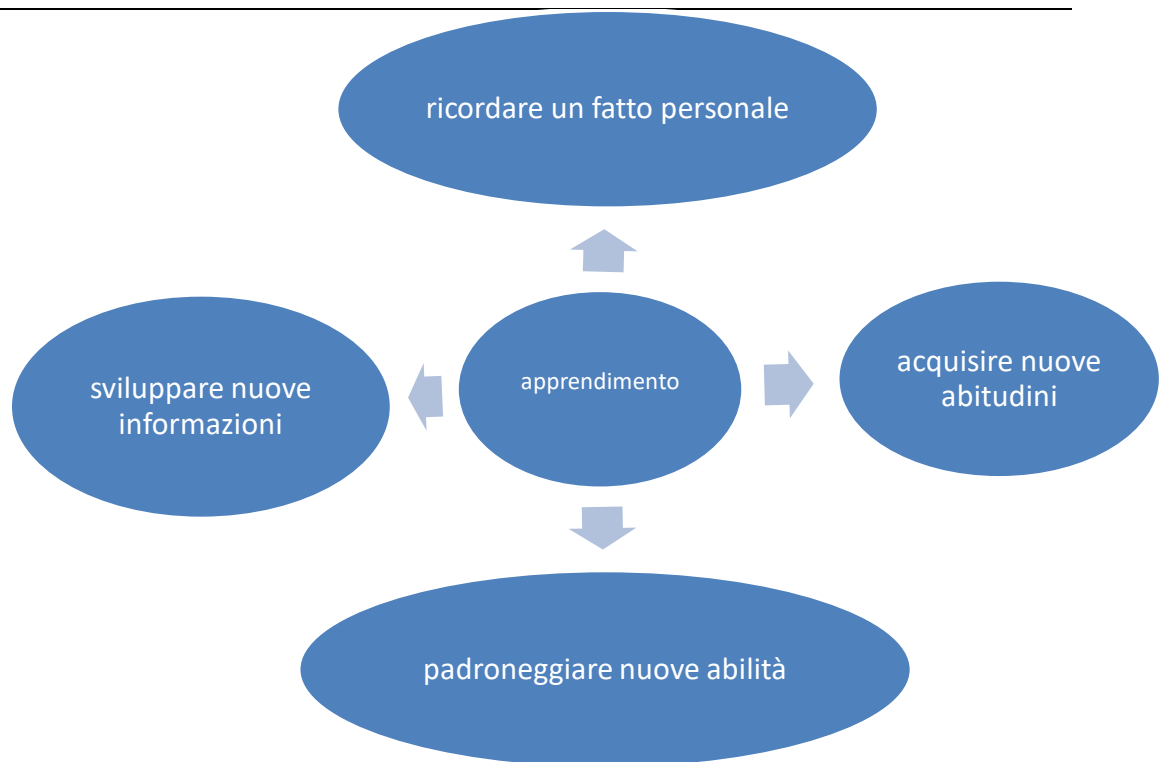 ricordare un fatto personale
sviluppare nuove
informazioni
apprendimento
acquisire nuove
abitudini
padroneggiare nuove abilità